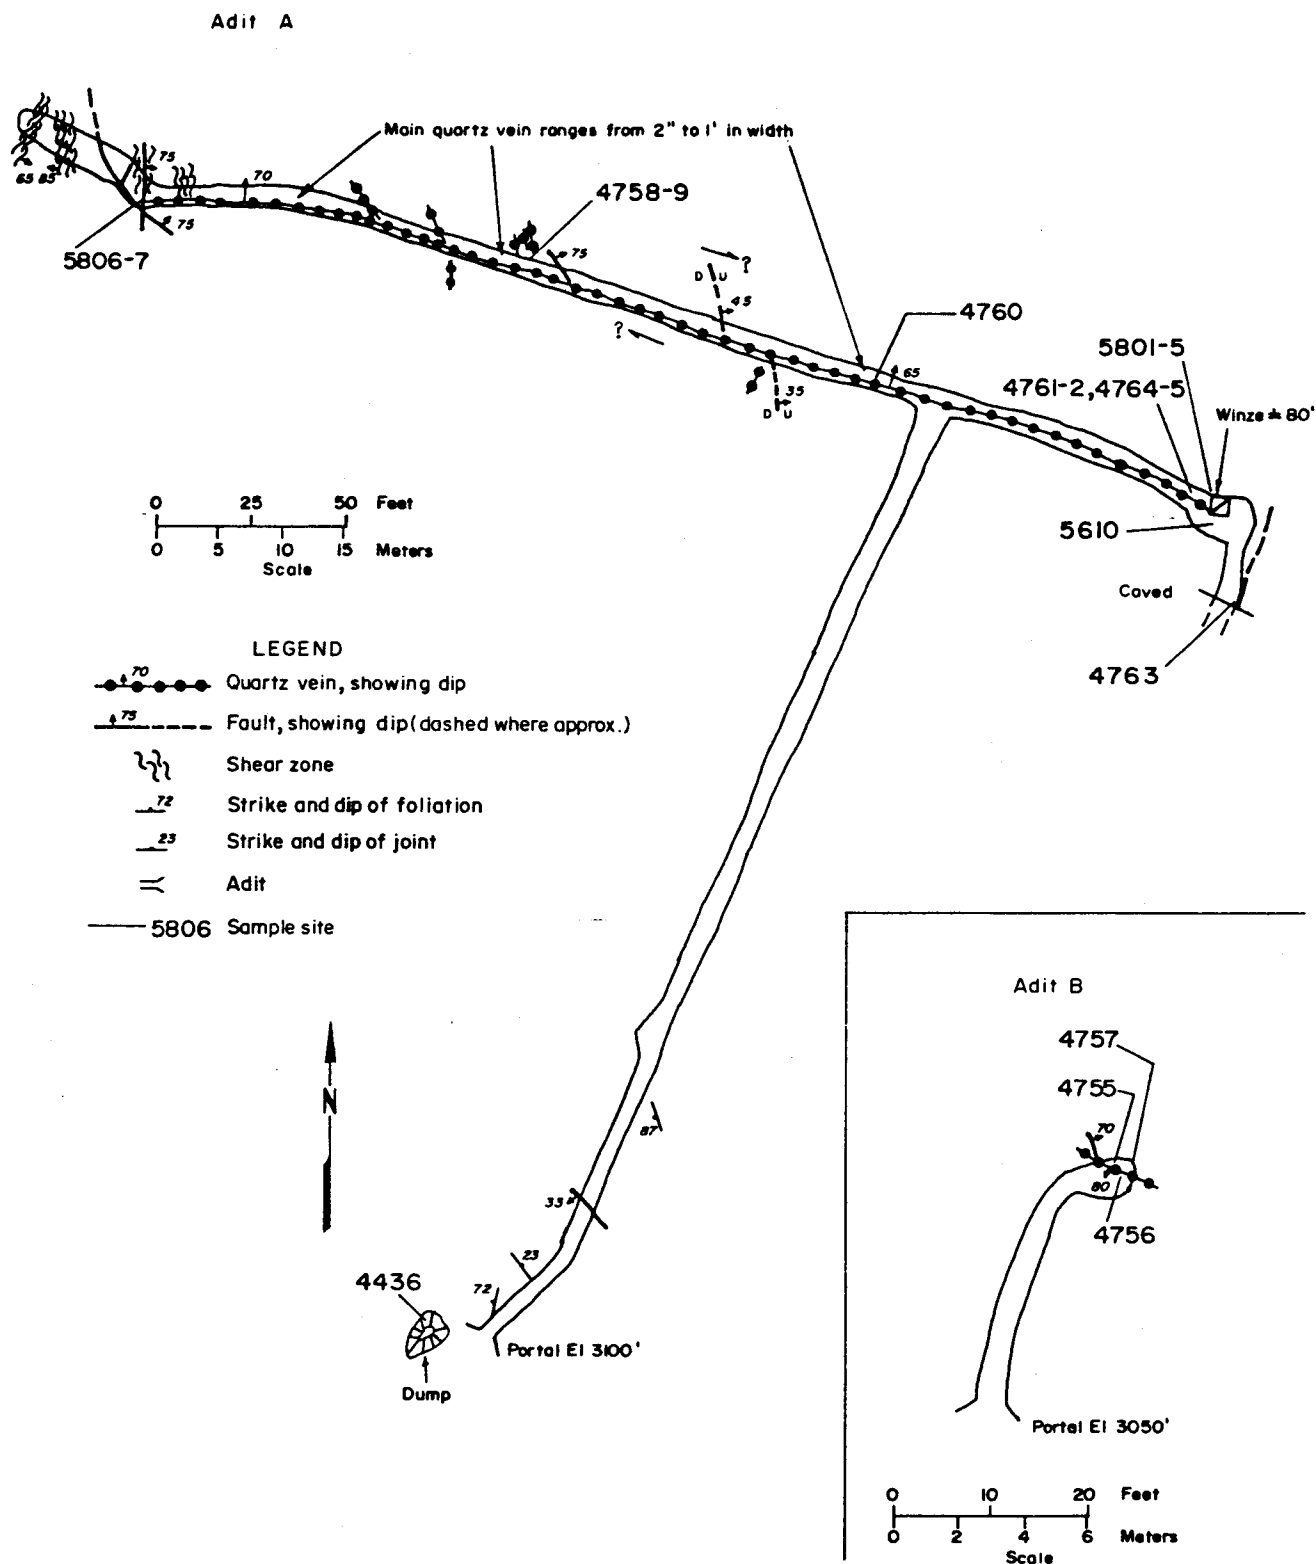 Adit A
Main quartz vein ranges from 2" to 1' in width
75
65 85
70
4758-9
75
5806-7
75
D U
?
45
?
4760
65
5801-5
4761-2, 4764-5
35
D U
Winze 80'
0 25 50 Feet
0 5 10 15 Meters
Scale
5610
Caved
4763
LEGEND
70
Quartz vein, showing dip
75
Fault, showing dip (dashed where approx.)
Shear zone
72 Strike and dip of foliation
23 Strike and dip of joint
Adit
5806 Sample site
N
87
33
23
72
4436
Portal El 3100'
Dump
Adit B
4757
4755
70
80
4756
Portal El 3050'
0 10 20 Feet
0 2 4 6 Meters
Scale